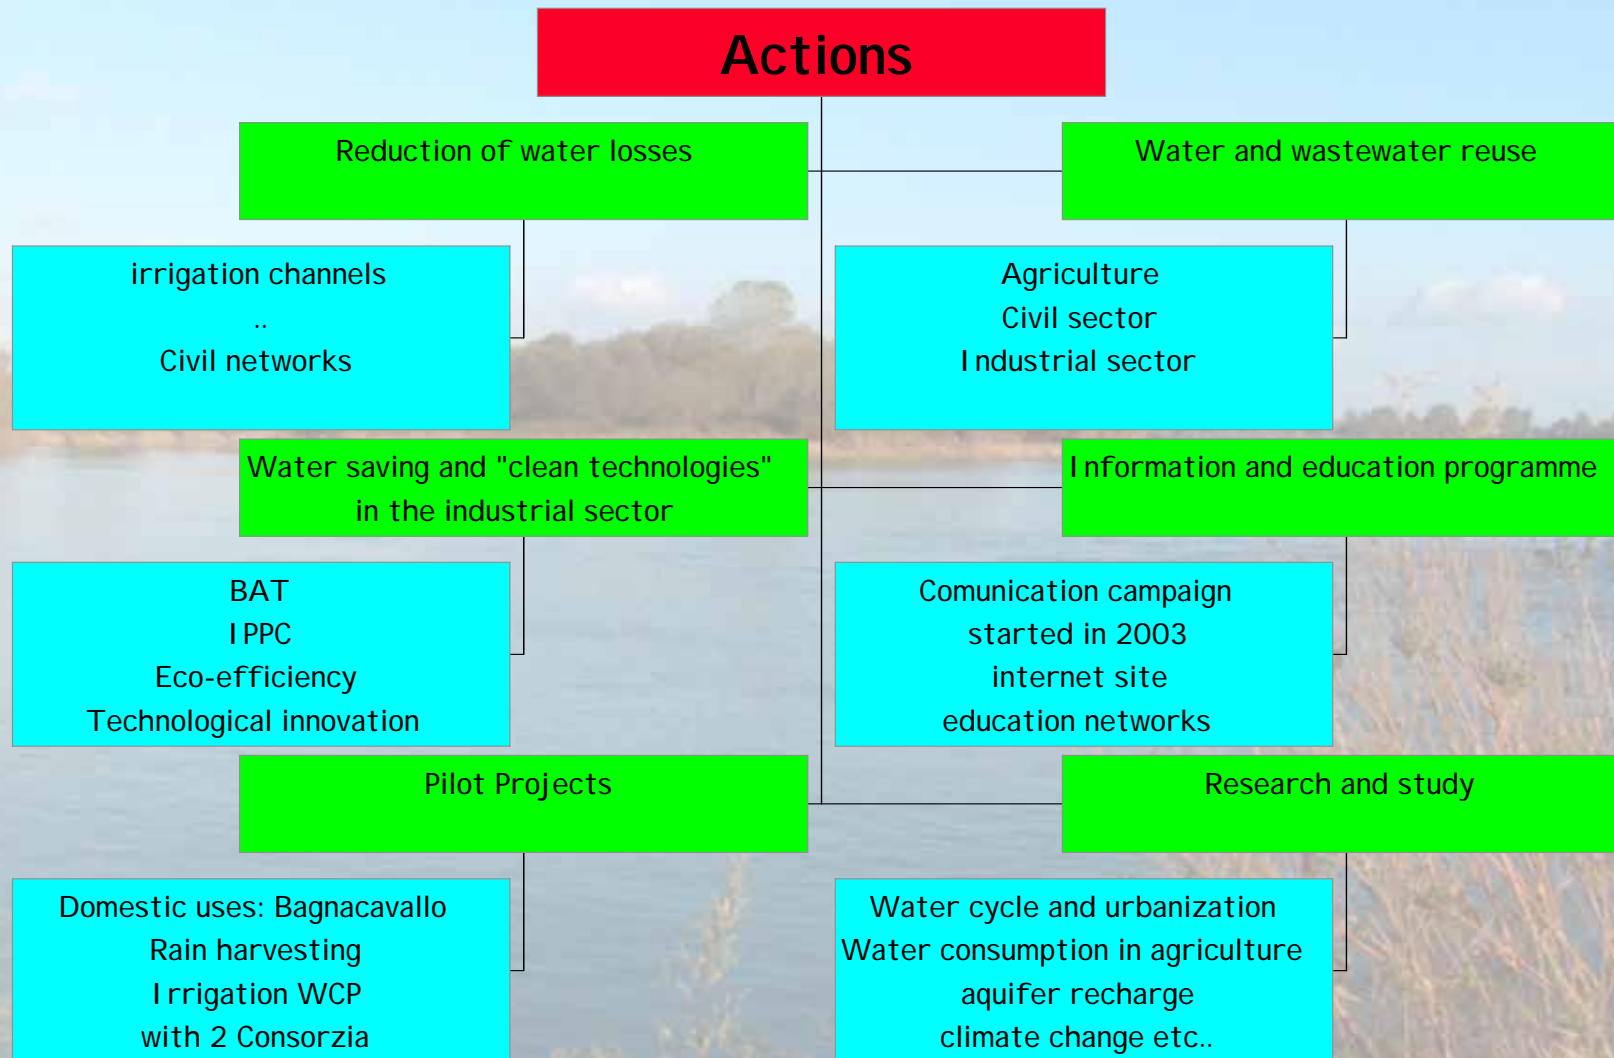 Actions
Reduction of water losses
Water and wastewater reuse
irrigation channels
..
Civil networks
Agriculture
Civil sector
Industrial sector
Water saving and "clean technologies"
in the industrial sector
Information and education programme
BAT
IPPC
Eco-efficiency
Technological innovation
Comunication campaign
started in 2003
internet site
education networks
Pilot Projects
Research and study
Domestic uses: Bagnacavallo
Rain harvesting
Irrigation WCP
with 2 Consorzia
Water cycle and urbanization
Water consumption in agriculture
aquifer recharge
climate change etc..